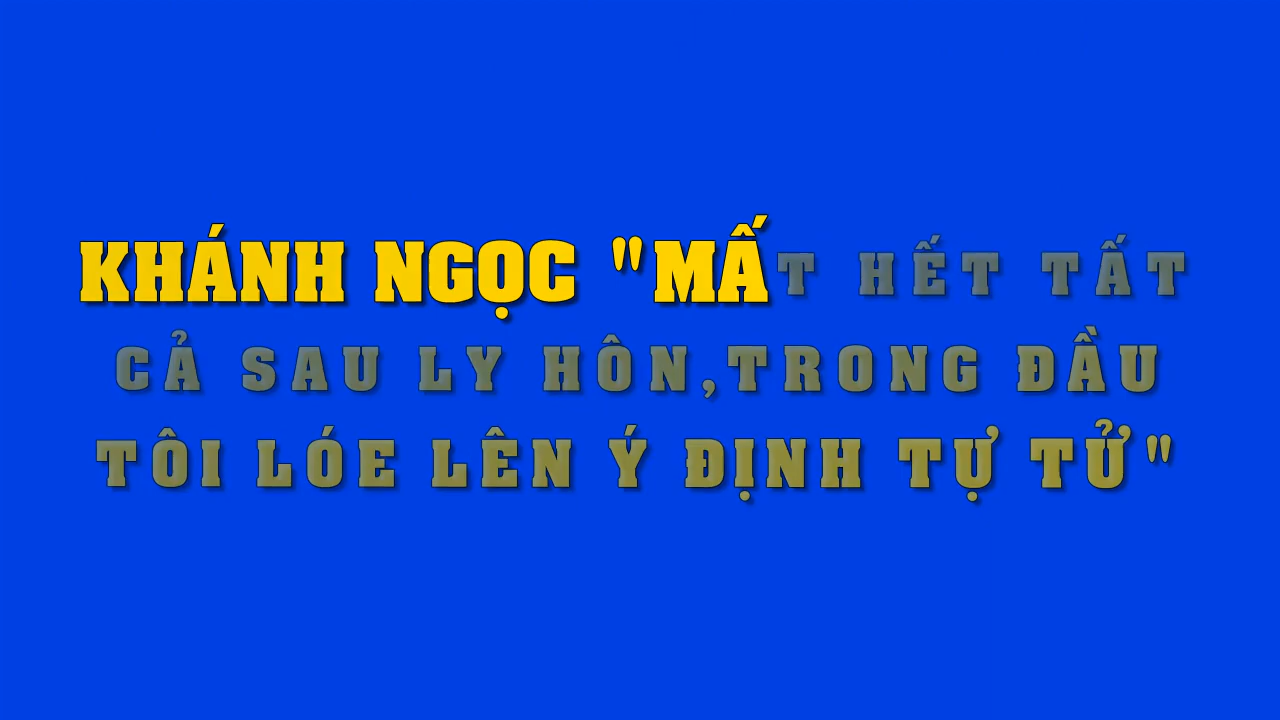 KHÁNH NGỌC "MẤT HẾT TẤT
CẢ SAU LY HÔN,TRONG ĐẦU
TÔI LÓE LÊN Ý ĐỊNH TỰ TỬ"